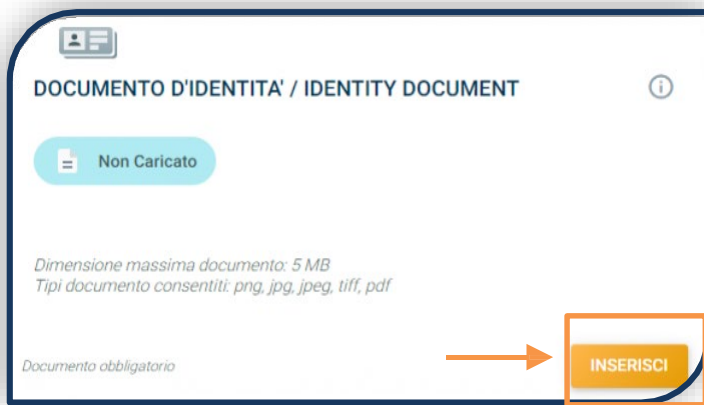 DOCUMENTO D'IDENTITA' / IDENTITY DOCUMENT
Non Caricato
Dimensione massima documento: 5 MB
Tipi documento consentiti: png, jpg, jpeg, tiff, pdf
Documento obbligatorio
INSERISCI